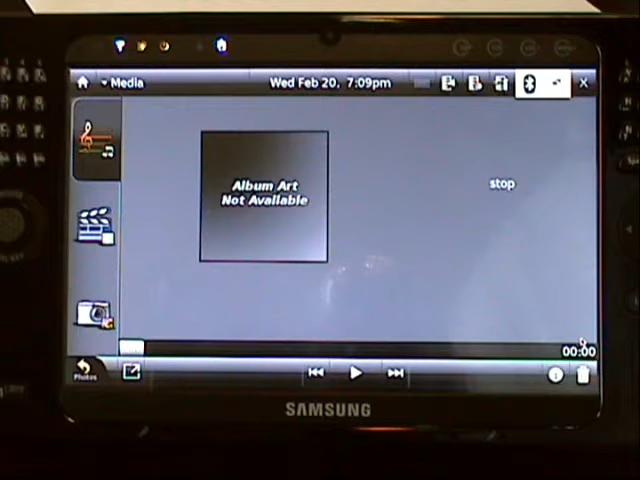 Media
Wed Feb 20, 7:09pm
X
Album Art
Not Available
stop
00:00
Photos
SAMSUNG